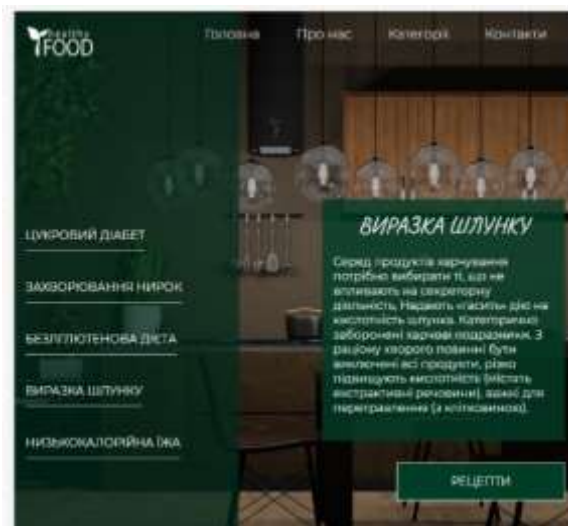 healthy
FOOD
Головна Про нас Категорії Контакти
ЦУКРОВИЙ ДІАБЕТ
ЗАХВОРЮВАННЯ НИРОК
БЕЗГЛЮТЕНОВА ДІЄТА
ВИРАЗКА ШЛУНКУ
НИЗЬКОКАЛОРІЙНА ЇЖА
ВИРАЗКА ШЛУНКУ
Серед продуктів харчування
потрібно вибирати ті, що не
впливають на секреторну
діяльність. Надають «гасить» дію на
кислотність шлунка. Категорично
заборонені харчові подразники. З
раціону хворого повинні бути
виключені всі продукти, різко
підвищують кислотність (містять
екстрактивні речовини), важкі для
перетравлення (з клітковиною).
РЕЦЕПТИ